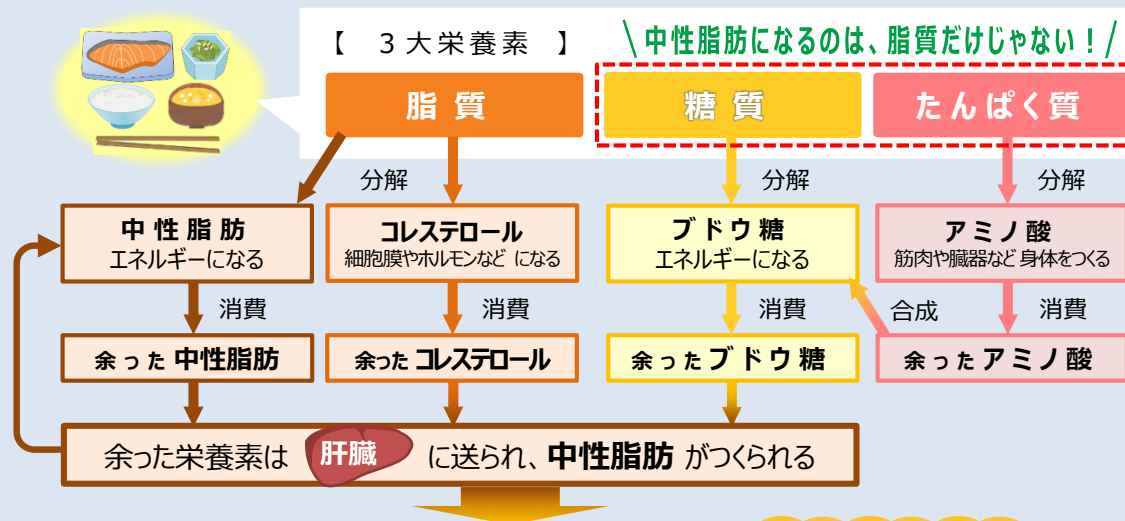 【 3大栄養素 】
\ 中性脂肪になるのは、脂質だけじゃない！ /
脂質
糖質
たんぱく質
分解
分解
分解
中性脂肪
エネルギーになる
コレステロール
細胞膜やホルモンなど になる
ブドウ糖
エネルギーになる
アミノ酸
筋肉や臓器など 身体をつくる
消費
消費
消費
合成
消費
余った 中性脂肪
余った コレステロール
余った ブドウ糖
余った アミノ酸
余った栄養素は 肝臓 に送られ、中性脂肪 がつくられる